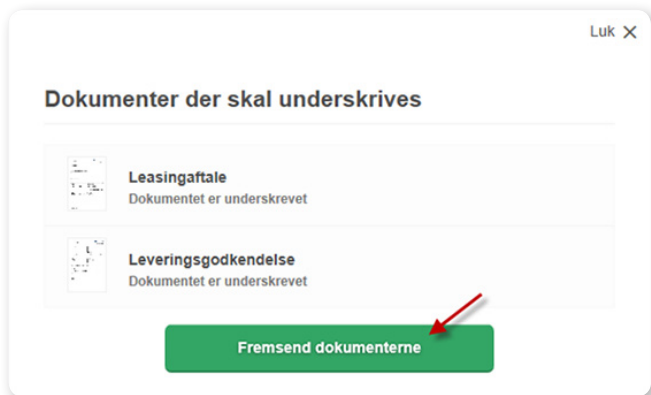 Luk
Dokumenter der skal underskrives
Leasingaftale
Dokumentet er underskrevet
Leveringsgodkendelse
Dokumentet er underskrevet
Fremsend dokumenterne